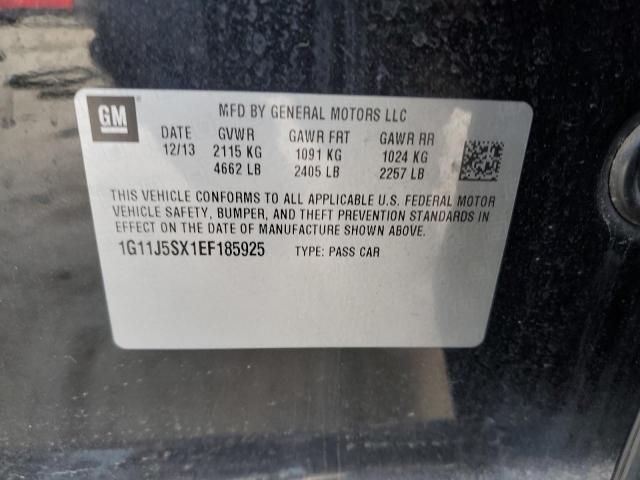 GM
MFD BY GENERAL MOTORS LLC
DATE GVWR GAWR FRT GAWR RR
12/13 2115 KG 1091 KG 1024 KG
4662 LB 2405 LB 2257 LB
THIS VEHICLE CONFORMS TO ALL APPLICABLE U.S. FEDERAL MOTOR
VEHICLE SAFETY, BUMPER, AND THEFT PREVENTION STANDARDS IN
EFFECT ON THE DATE OF MANUFACTURE SHOWN ABOVE.
1G11J5SX1EF185925 TYPE: PASS CAR